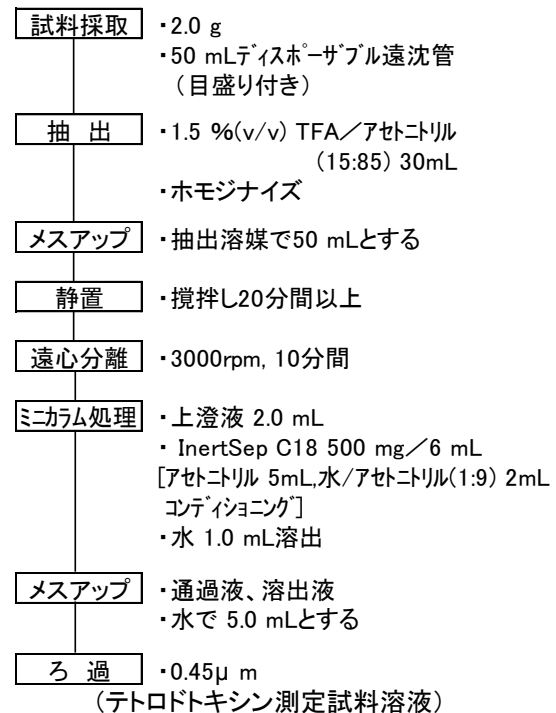 試料採取 ・2.0 g
・50 mLﾃﾞｨｽﾎﾟｰｻﾞﾌﾞﾙ遠沈管
（目盛り付き）
抽 出 ・1.5 %(v/v) TFA／アセトニトリル
(15:85) 30mL
・ホモジナイズ
メスアップ ・抽出溶媒で50 mLとする
静置 ・撹拌し20分間以上
遠心分離 ・3000rpm, 10分間
ﾐﾆｶﾗﾑ処理 ・上澄液 2.0 mL
・ InertSep C18 500 mg／6 mL
[ｱｾﾄﾆﾄﾘﾙ 5mL,水/ｱｾﾄﾆﾄﾘﾙ(1:9) 2mL
ｺﾝﾃﾞｨｼｮﾆﾝｸﾞ]
・水 1.0 mL溶出
メスアップ ・通過液、溶出液
・水で 5.0 mLとする
ろ 過 ・0.45μ m
（テトロドトキシン測定試料溶液）